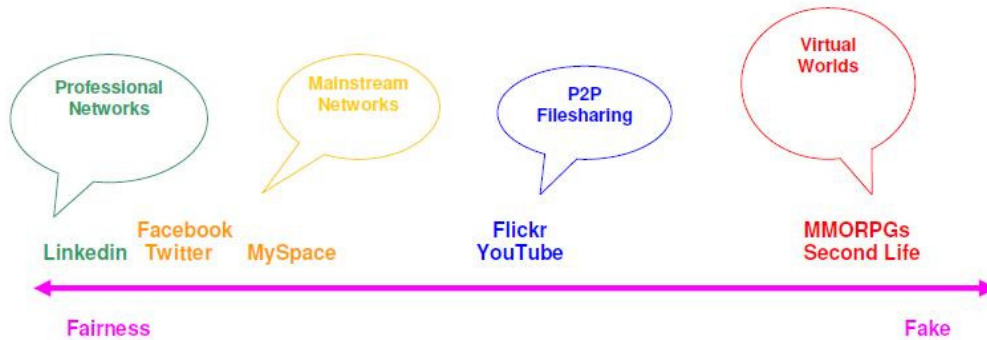 Professional
Networks
Mainstream
Networks
P2P
Filesharing
Virtual
Worlds
Linkedin
Facebook
Twitter
MySpace
Flickr
YouTube
MMORPGs
Second Life
Fairness
Fake